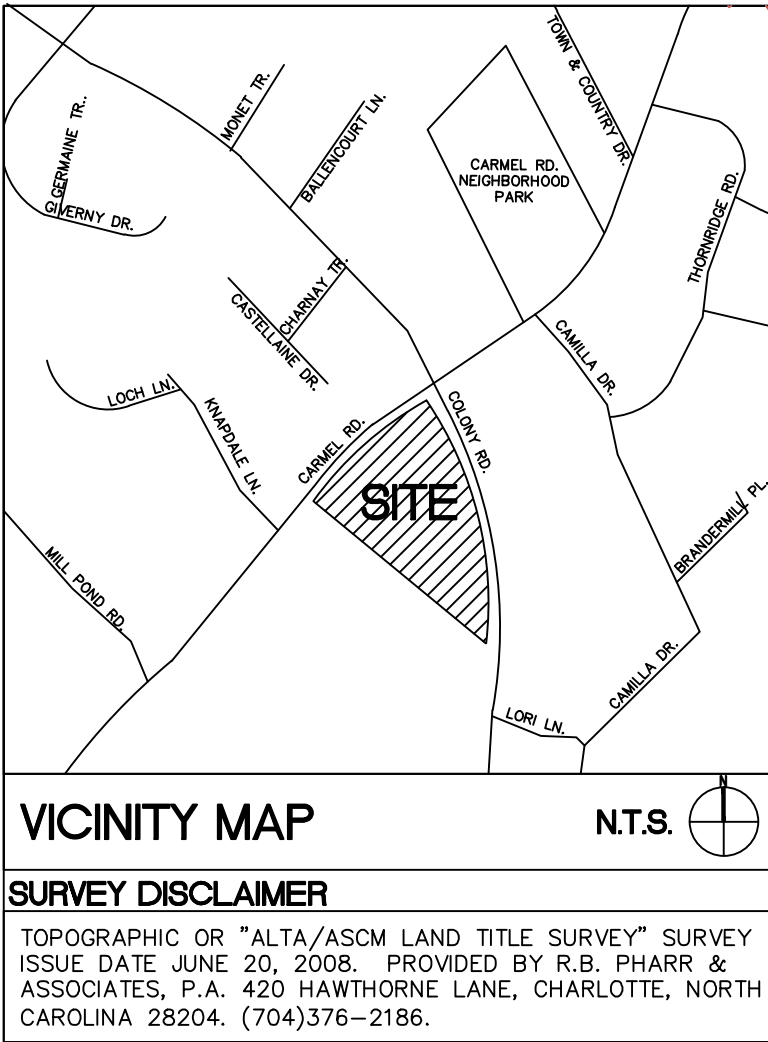 TOWN & COUNTRY DR.
MONET TR.
BALLENCOURT LN.
GERMAINE TR..
GIVERNY DR.
CARMEL RD.
NEIGHBORHOOD
PARK
THORNRIDGE RD.
CHARNAY TR.
CASTELLAINE DR.
CAMILLA DR.
LOCH LN.
KNAPDALE LN.
CARMEL RD.
COLONY RD.
SITE
BRANDERMILL PL.
MILL POND RD.
CAMILLA DR.
LORI LN.
VICINITY MAP
N.T.S.
N
SURVEY DISCLAIMER
TOPOGRAPHIC OR "ALTA/ASCM LAND TITLE SURVEY" SURVEY
ISSUE DATE JUNE 20, 2008. PROVIDED BY R.B. PHARR &
ASSOCIATES, P.A. 420 HAWTHORNE LANE, CHARLOTTE, NORTH
CAROLINA 28204. (704)376-2186.